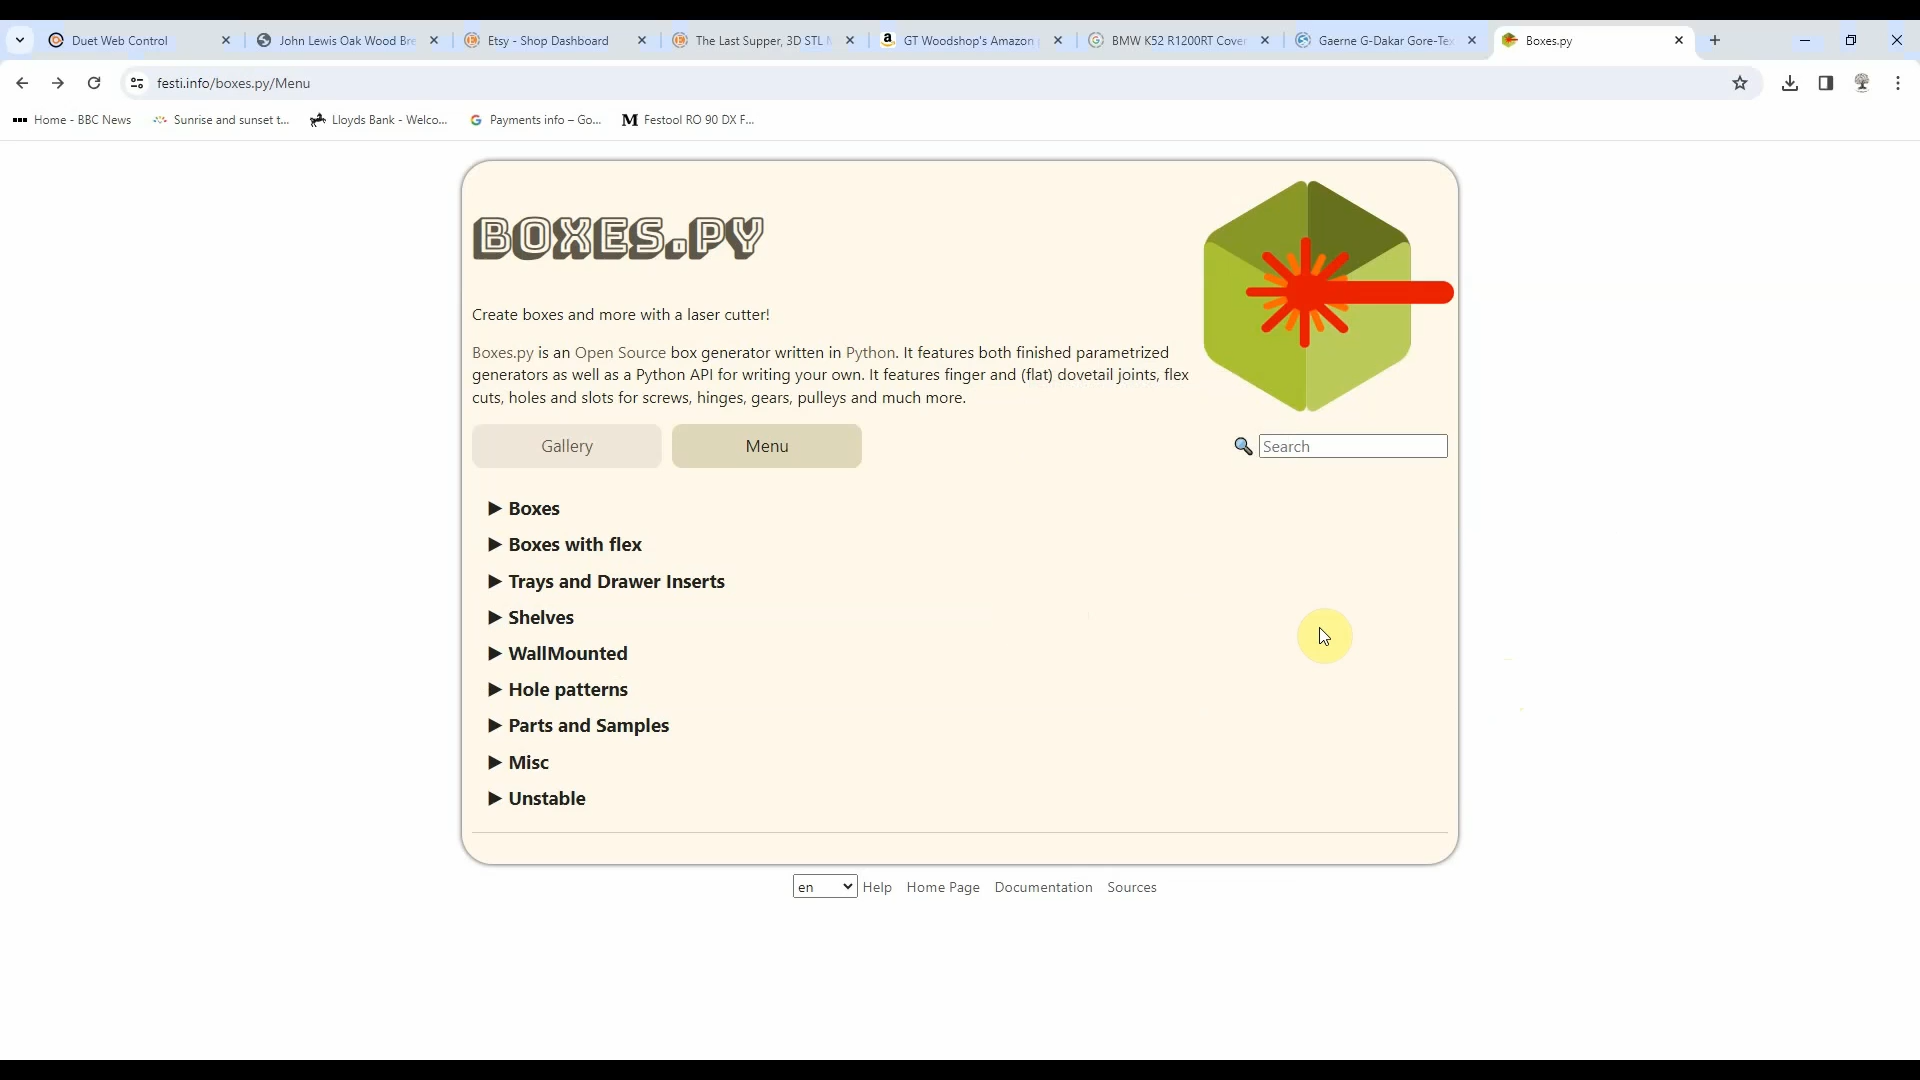 Duet Web Control
John Lewis Oak Wood Bre
Etsy - Shop Dashboard
The Last Supper, 3D STL
GT Woodshop's Amazon
BMW K52 R1200RT Cover
Gaerne G-Dakar Gore-Tex
Boxes.py
festi.info/boxes.py/Menu
Home - BBC News
Sunrise and sunset t...
Lloyds Bank - Welco...
Payments info – Go...
M Festool RO 90 DX F...
BOXES.PY
Create boxes and more with a laser cutter!
Boxes.py is an Open Source box generator written in Python. It features both finished parametrized
generators as well as a Python API for writing your own. It features finger and (flat) dovetail joints, flex
cuts, holes and slots for screws, hinges, gears, pulleys and much more.
Gallery
Menu
Search
Boxes
Boxes with flex
Trays and Drawer Inserts
Shelves
WallMounted
Hole patterns
Parts and Samples
Misc
Unstable
en Help Home Page Documentation Sources